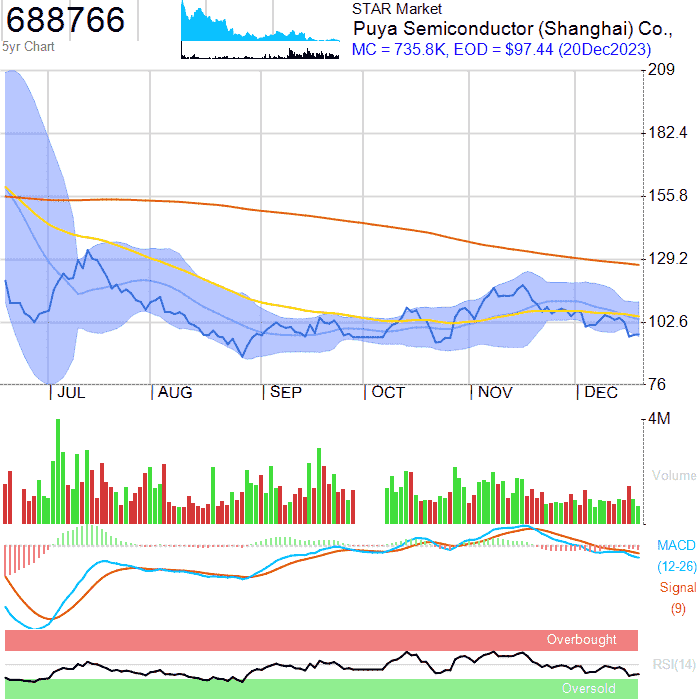 688766
5yr Chart
STAR Market
Puya Semiconductor (Shanghai) Co.,
MC = 735.8K, EOD = $97.44 (20Dec2023)
209
182.4
155.8
129.2
102.6
76
JUL
AUG
SEP
OCT
NOV
DEC
4M
Volume
MACD
(12-26)
Signal
(9)
Overbought
RSI(14)
Oversold